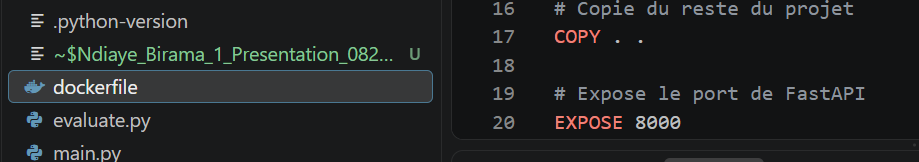 .python-version
~$Ndiaye_Birama_1_Presentation_082... U
dockerfile
evaluate.py
main.py
16 # Copie du reste du projet
17 COPY . .
18
19 # Expose le port de FastAPI
20 EXPOSE 8000